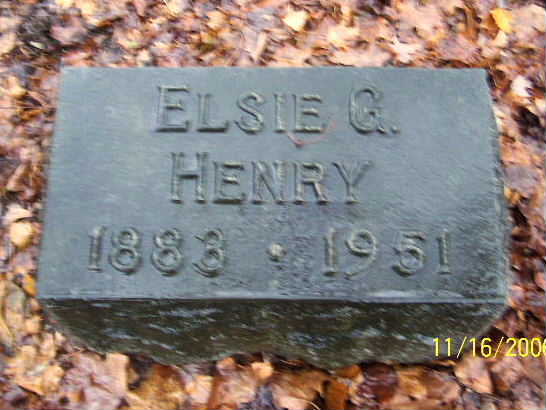 ELSIE G.
HENRY
1883 • 1951
11/16/2006